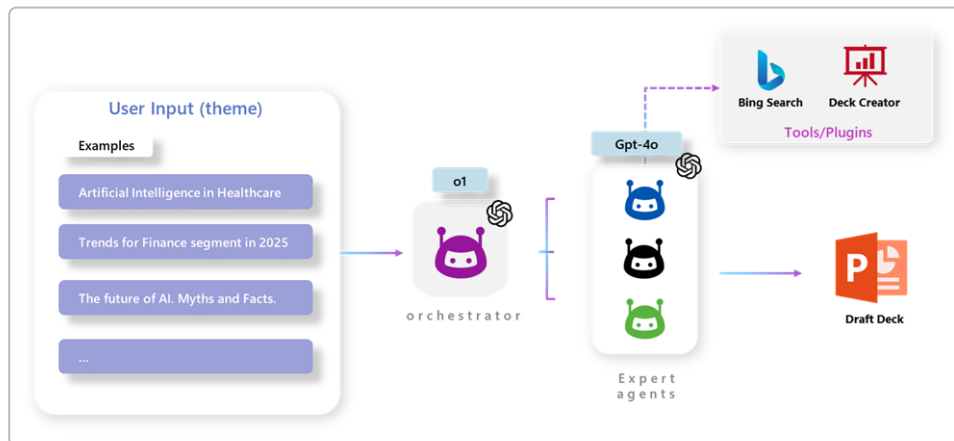 User Input (theme)
Examples
Artificial Intelligence in Healthcare
Trends for Finance segment in 2025
The future of AI. Myths and Facts.
...
o1
orchestrator
Gpt-4o
Expert
agents
Bing Search
Deck Creator
Tools/Plugins
P
Draft Deck